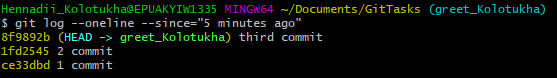 Hennadii_Kolotukha@EPUAKYIW1335 MINGW64 ~/Documents/GitTasks (greet_Kolotukha)
$ git log --oneline --since="5 minutes ago"
8f9892b (HEAD -> greet_Kolotukha) third commit
1fd2545 2 commit
ce33dbd 1 commit